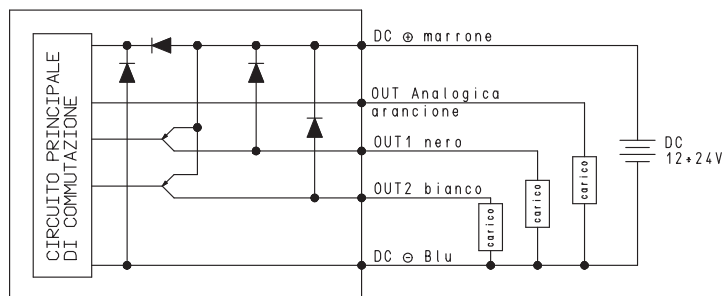 CIRCUITO PRINCIPALE
DI COMMUTAZIONE
DC ⊕ marrone
OUT Analogica
arancione
OUT1 nero
OUT2 bianco
DC ⊖ Blu
carico
carico
carico
DC
12÷24V